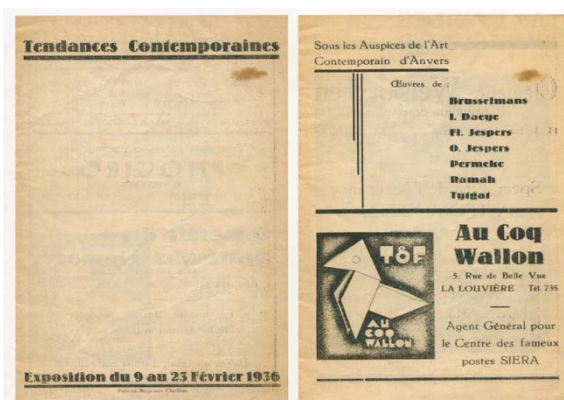 Tendances Contemporaines
Exposition du 9 au 23 Février 1936
Sous les Auspices de l'Art
Contemporain d'Anvers
Œuvres de :
Brusselmans
I. Daeye
Fl. Jespers
O. Jespers
Permeke
Ramah
Tytgat
T&F
AU
COQ
WALLON
Au Coq
Wallon
5, Rue de Belle Vue
LA LOUVIÈRE Tél. 735
Agent Général pour
le Centre des fameux
postes SIERA